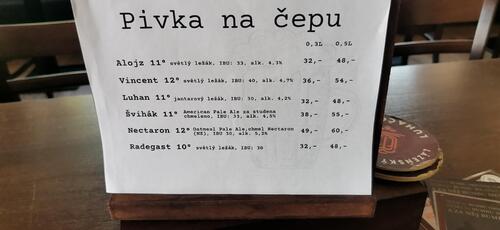 Pivka na čepu
0,3L 0,5L
Alojz 11° světlý ležák, IBU: 33, alk. 4,3% 32,- 48,-
Vincent 12° světlý ležák, IBU: 40, alk. 4,7% 36,- 54,-
Luhan 11° jantarový ležák, IBU: 30, alk. 4,2% 32,- 48,-
Švihák 11° American Pale Ale za studena
chmeleno, IBU: 33, alk. 4,5% 38,- 55,-
Nectaron 12° Oatmeal Pale Ale,chmel Nectaron
(NZ), IBU 30, alk. 5,2% 49,- 60,-
Radegast 10° světlý ležák, IBU: 30 32,- 48,-
LÁZEŇSKÝ